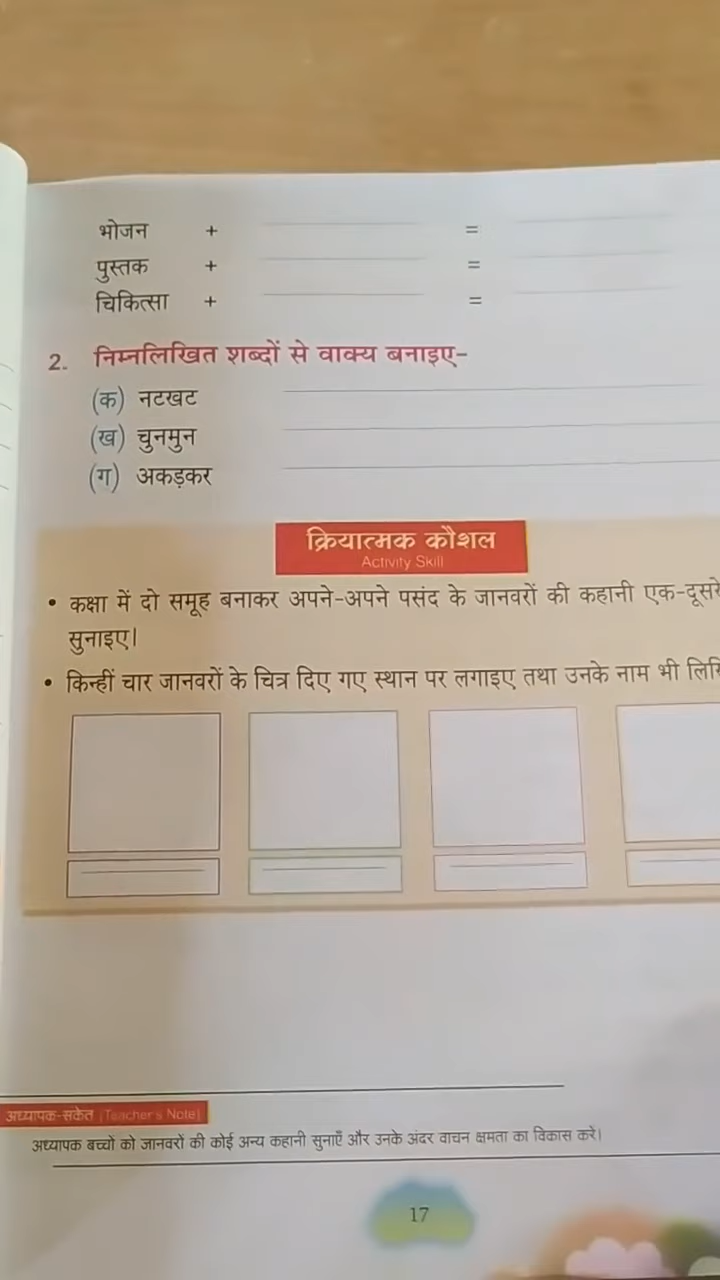 भोजन + =
पुस्तक + =
चिकित्सा + =
2. निम्नलिखित शब्दों से वाक्य बनाइए-
(क) नटखट
(ख) चुनमुन
(ग) अकड़कर
क्रियात्मक कौशल
Activity Skill
• कक्षा में दो समूह बनाकर अपने-अपने पसंद के जानवरों की कहानी एक-दूसरे
सुनाइए।
• किन्हीं चार जानवरों के चित्र दिए गए स्थान पर लगाइए तथा उनके नाम भी
अध्यापक-संकेत (Teacher's Note)
अध्यापक बच्चों को जानवरों की कोई अन्य कहानी सुनाएँ और उनके अंदर वाचन क्षमता का विकास करें।
17